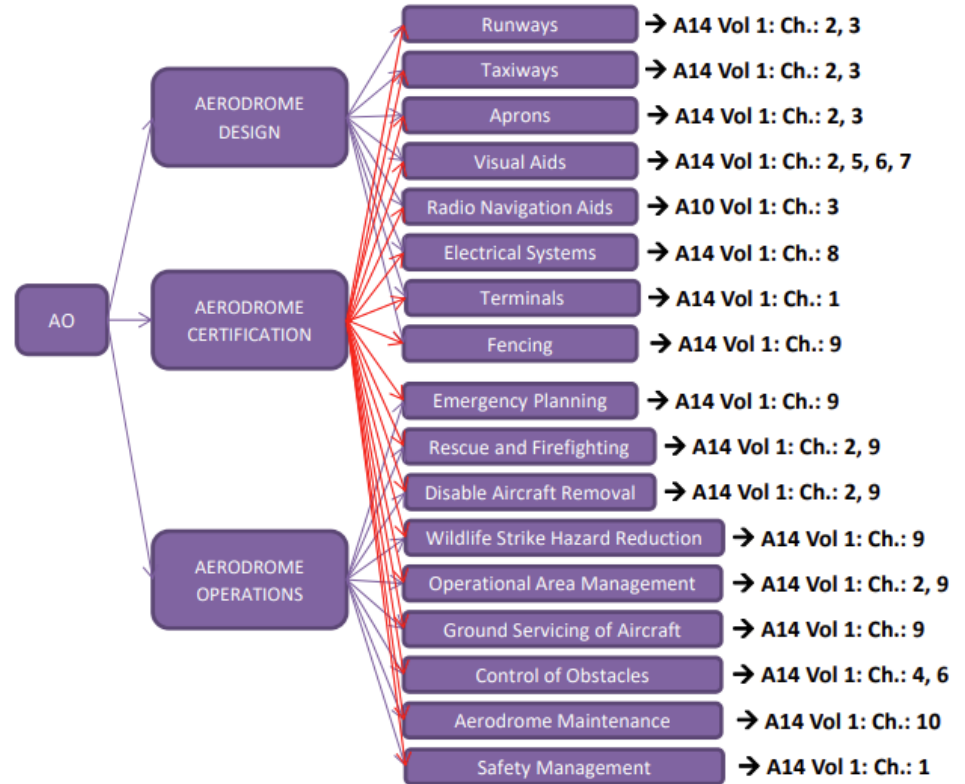 Runways → A14 Vol 1: Ch.: 2, 3
Taxiways → A14 Vol 1: Ch.: 2, 3
AERODROME
DESIGN
Aprons → A14 Vol 1: Ch.: 2, 3
Visual Aids → A14 Vol 1: Ch.: 2, 5, 6, 7
Radio Navigation Aids → A10 Vol 1: Ch.: 3
Electrical Systems → A14 Vol 1: Ch.: 8
Terminals → A14 Vol 1: Ch.: 1
AO
AERODROME
CERTIFICATION
Fencing → A14 Vol 1: Ch.: 9
Emergency Planning → A14 Vol 1: Ch.: 9
Rescue and Firefighting → A14 Vol 1: Ch.: 2, 9
Disable Aircraft Removal → A14 Vol 1: Ch.: 2, 9
Wildlife Strike Hazard Reduction → A14 Vol 1: Ch.: 9
AERODROME
OPERATIONS
Operational Area Management → A14 Vol 1: Ch.: 2, 9
Ground Servicing of Aircraft → A14 Vol 1: Ch.: 9
Control of Obstacles → A14 Vol 1: Ch.: 4, 6
Aerodrome Maintenance → A14 Vol 1: Ch.: 10
Safety Management → A14 Vol 1: Ch.: 1